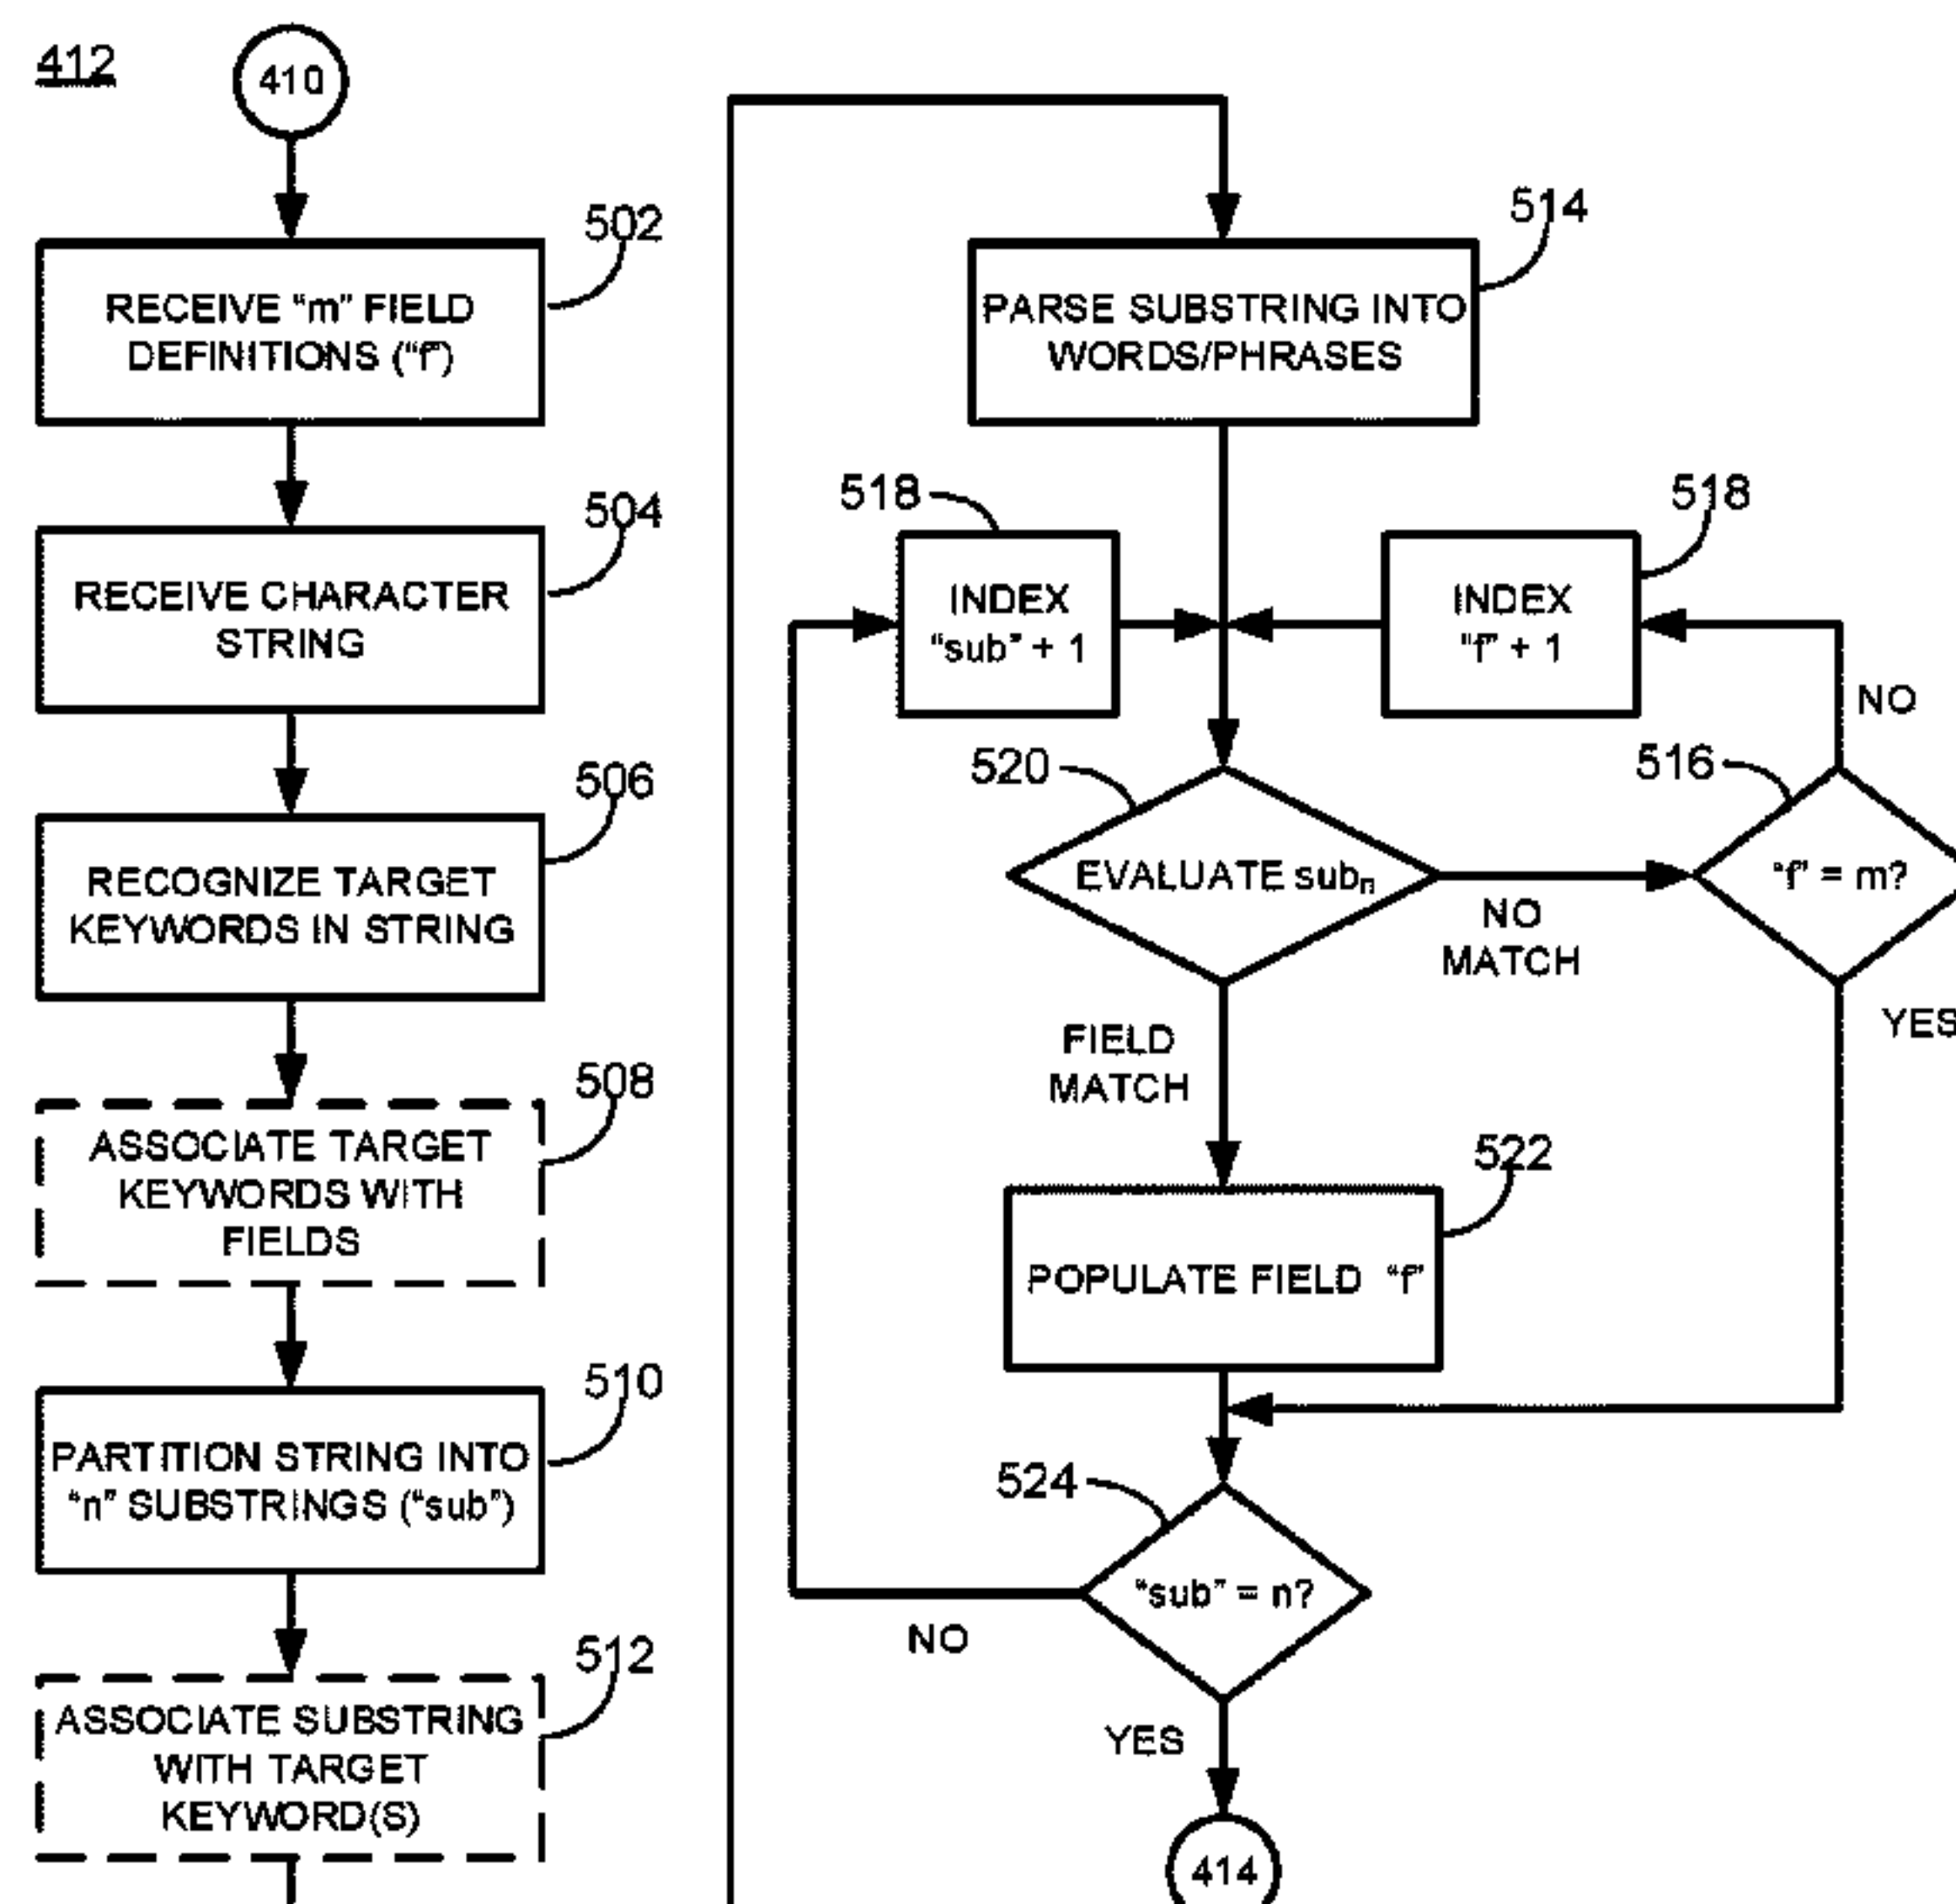 412
410
502
RECEIVE “m” FIELD
DEFINITIONS (“f”)
504
RECEIVE CHARACTER
STRING
506
RECOGNIZE TARGET
KEYWORDS IN STRING
508
ASSOCIATE TARGET
KEYWORDS WITH
FIELDS
510
PARTITION STRING INTO
“n” SUBSTRINGS (“sub”)
512
ASSOCIATE SUBSTRING
WITH TARGET
KEYWORD(S)
514
PARSE SUBSTRING INTO
WORDS/PHRASES
518
INDEX
“sub” + 1
518
INDEX
“f” + 1
NO
520
EVALUATE subn
NO
MATCH
516
“f” = m?
YES
FIELD
MATCH
522
POPULATE FIELD “f”
524
“sub” = n?
NO
YES
414